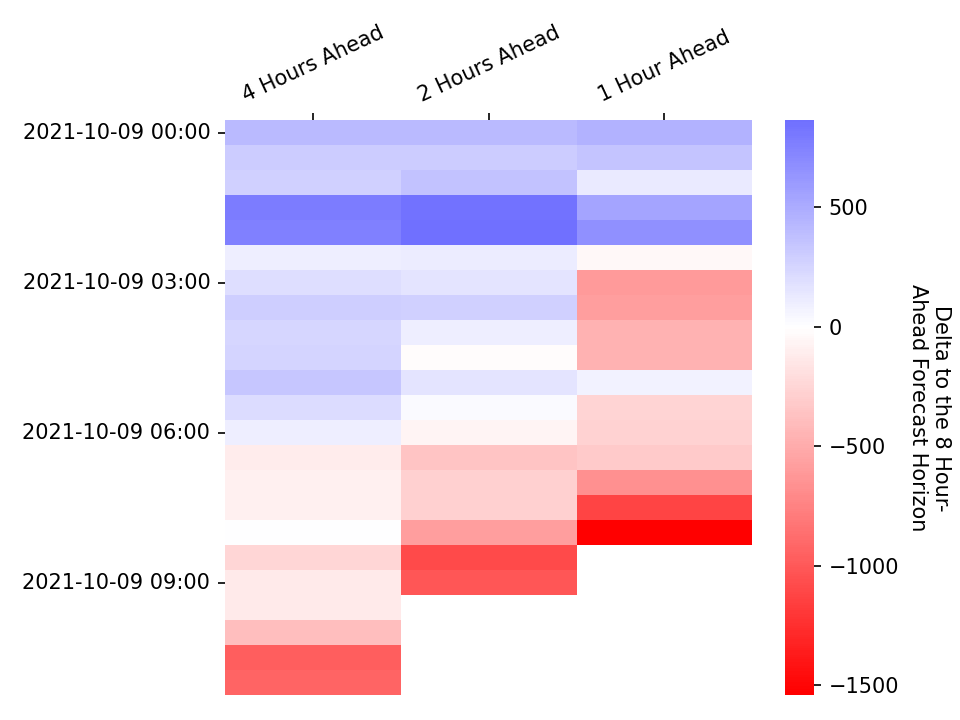 4 Hours Ahead
2 Hours Ahead
1 Hour Ahead
2021-10-09 00:00
2021-10-09 03:00
2021-10-09 06:00
2021-10-09 09:00
500
0
−500
−1000
−1500
Delta to the 8 Hour-
Ahead Forecast Horizon